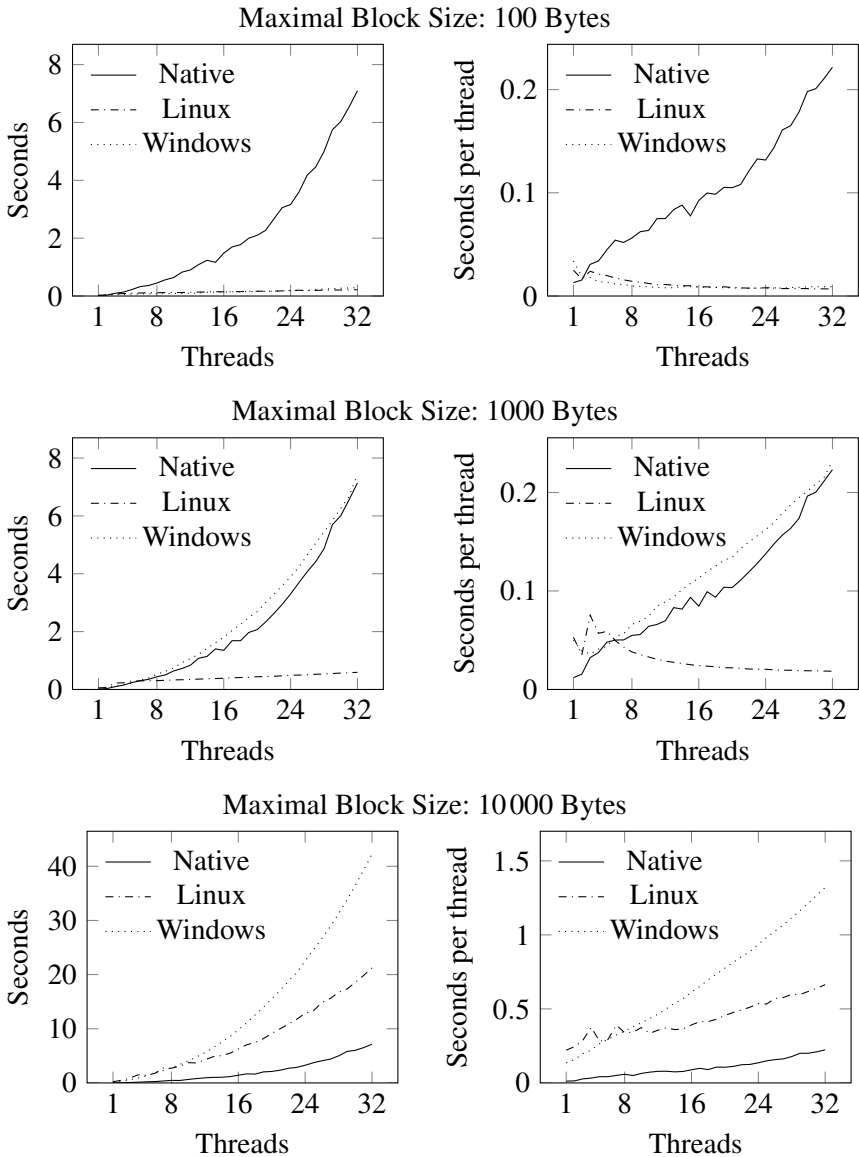 Maximal Block Size: 100 Bytes
8
6
4
2
0
Seconds
Native
Linux
Windows
1 8 16 24 32
Threads
0.2
0.1
0
Seconds per thread
Native
Linux
Windows
1 8 16 24 32
Threads
Maximal Block Size: 1000 Bytes
8
6
4
2
0
Seconds
Native
Linux
Windows
1 8 16 24 32
Threads
0.2
0.1
0
Seconds per thread
Native
Linux
Windows
1 8 16 24 32
Threads
Maximal Block Size: 10 000 Bytes
40
30
20
10
0
Seconds
Native
Linux
Windows
1 8 16 24 32
Threads
1.5
1
0.5
0
Seconds per thread
Native
Linux
Windows
1 8 16 24 32
Threads